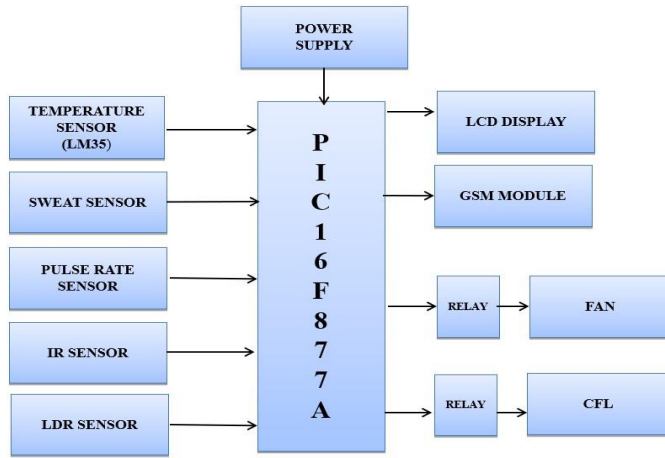 POWER
SUPPLY
TEMPERATURE
SENSOR
(LM35)
SWEAT SENSOR
PULSE RATE
SENSOR
IR SENSOR
LDR SENSOR
P
I
C
1
6
F
8
7
7
A
LCD DISPLAY
GSM MODULE
RELAY
FAN
RELAY
CFL